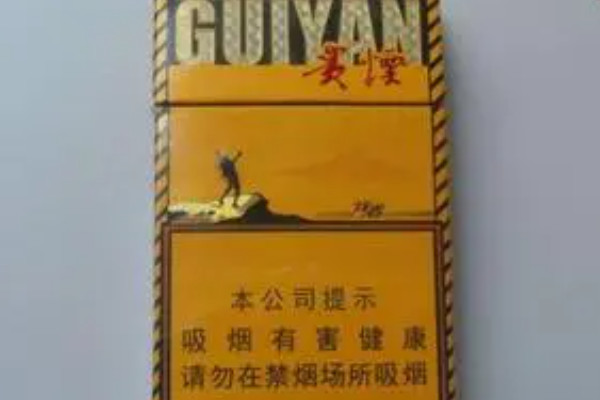 GUIYAN
贵煙
本公司提示
吸烟有害健康
请勿在禁烟场所吸烟